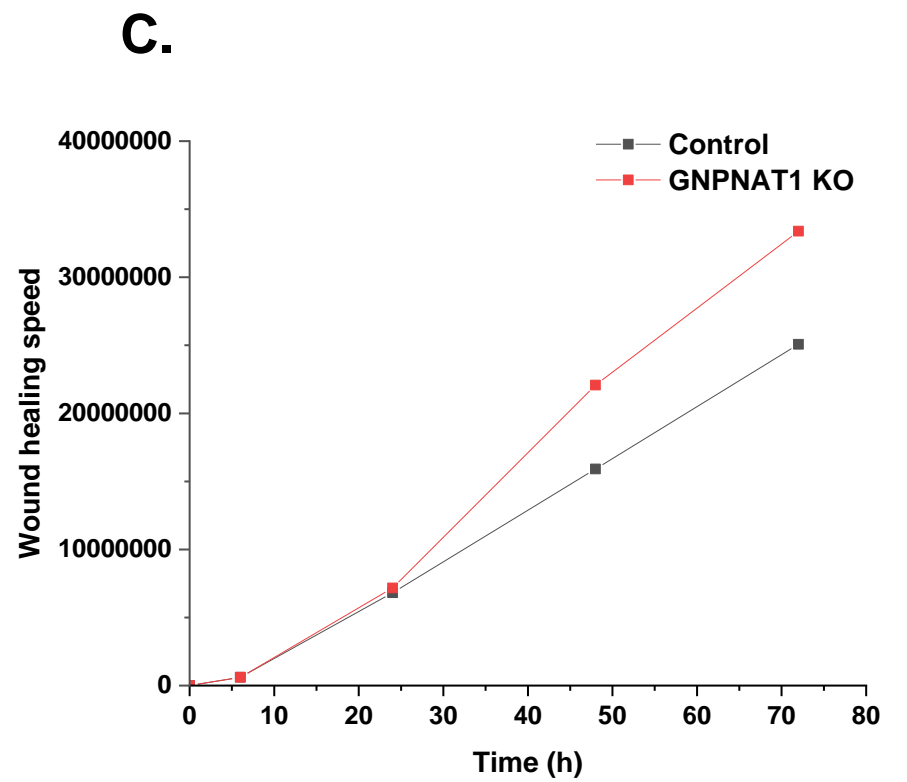 C.
Control
GNPNAT1 KO
40000000
30000000
20000000
10000000
0
Wound healing speed
0 10 20 30 40 50 60 70 80
Time (h)